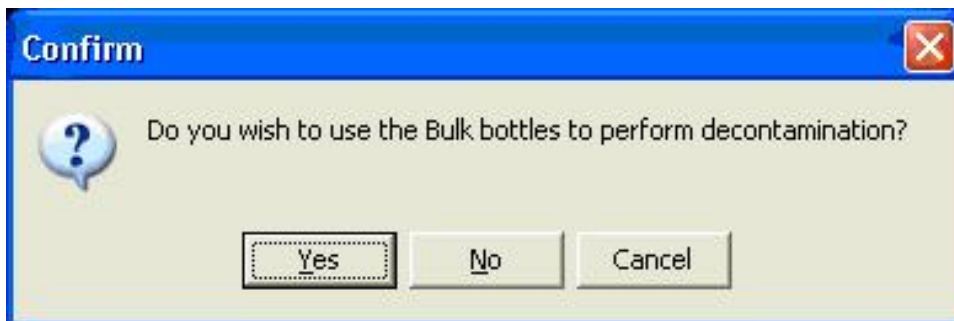 Confirm
Do you wish to use the Bulk bottles to perform decontamination?
Yes No Cancel